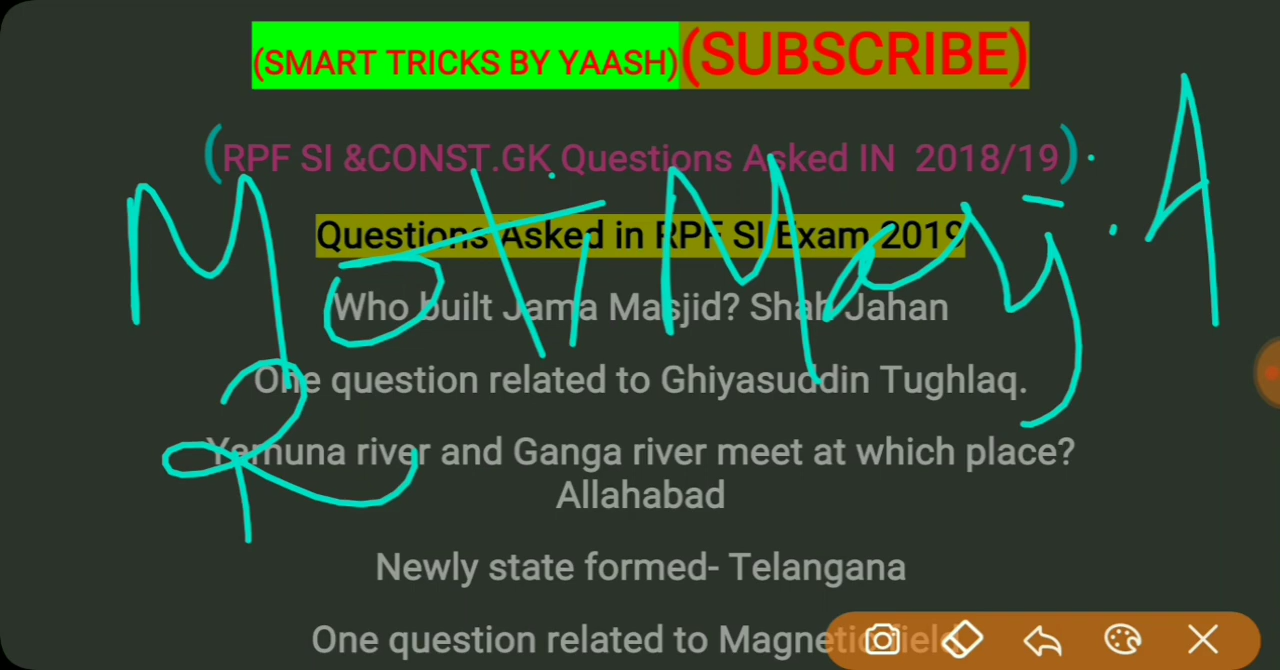 (SMART TRICKS BY YAASH)(SUBSCRIBE)
(RPF SI &CONST.GK Questions Asked IN 2018/19)
Questions Asked in RPF SI Exam 2019
Moti Masj: A
Who built Jama Masjid? Shah Jahan
One question related to Ghiyasuddin Tughlaq.
Yamuna river and Ganga river meet at which place?
Allahabad
Newly state formed- Telangana
One question related to Magnetic field